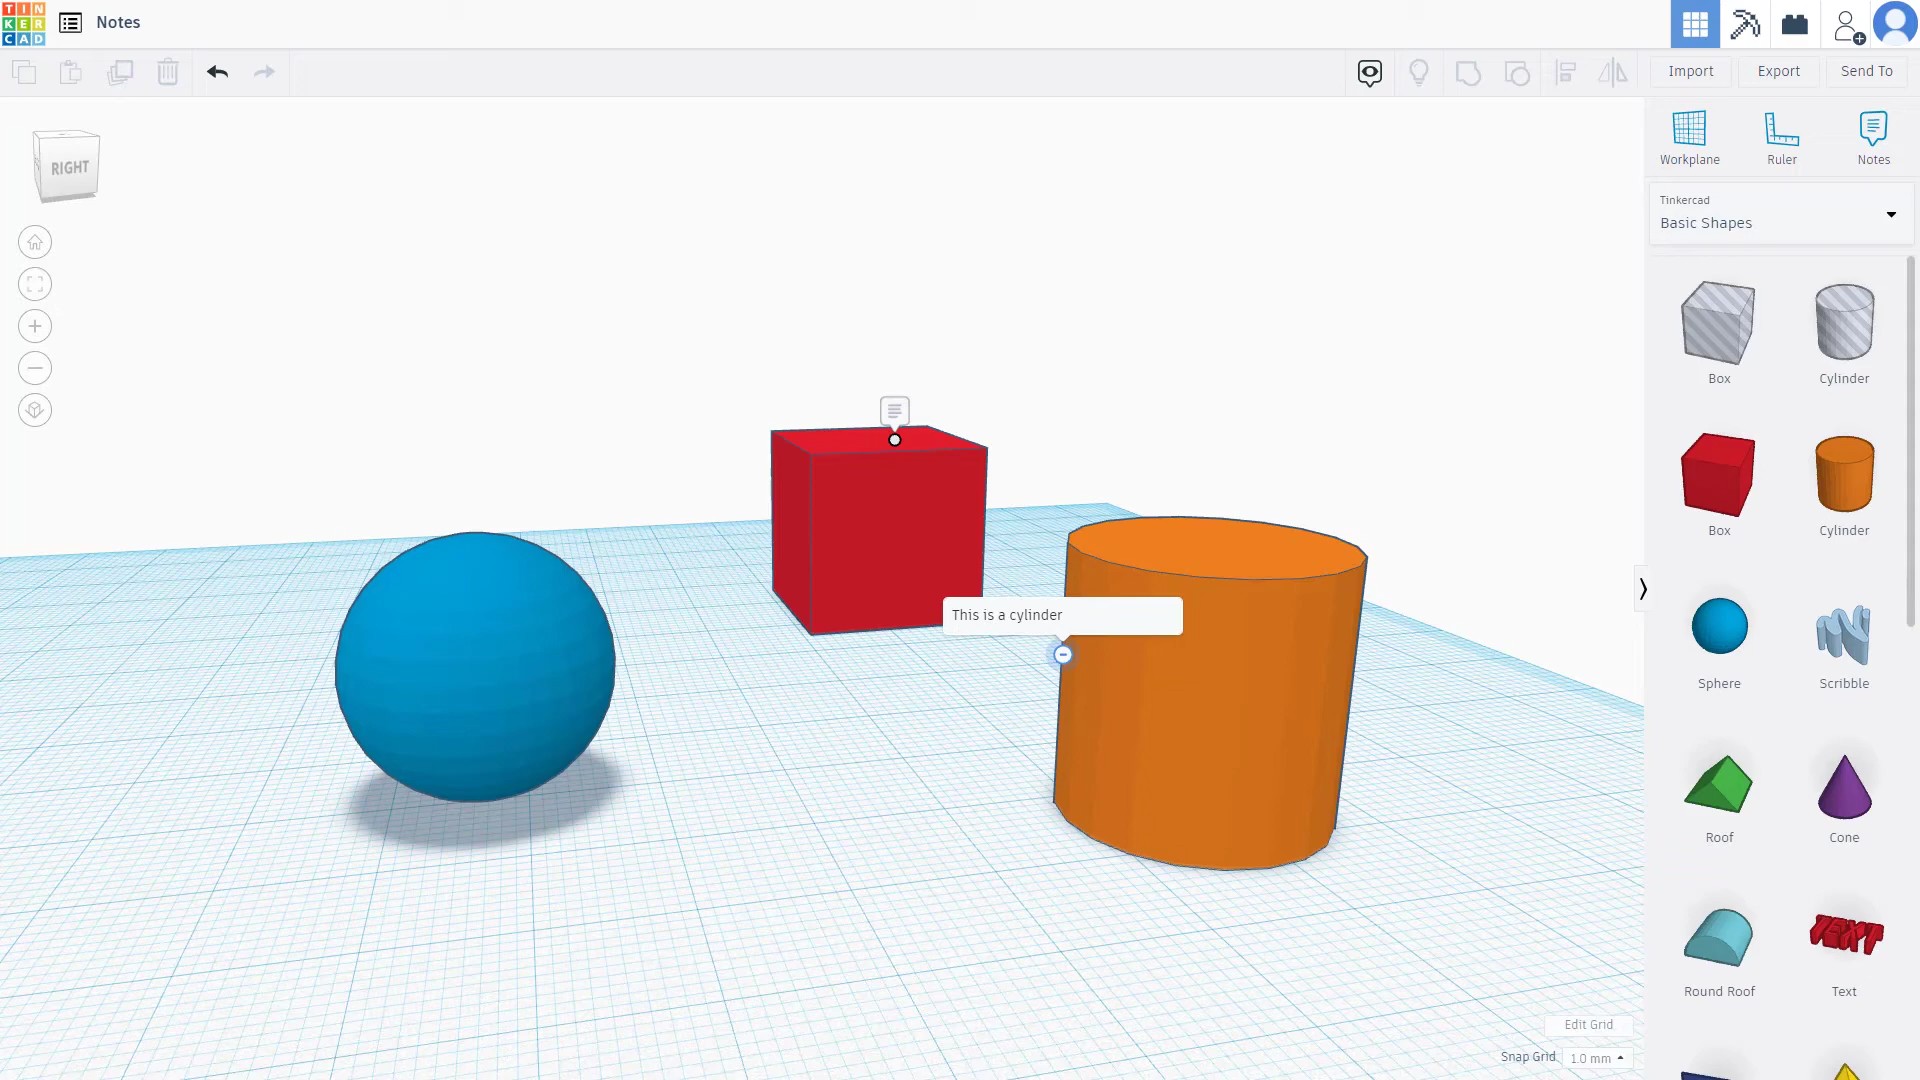 TIN
KER
CAD
Notes
Import
Export
Send To
RIGHT
Workplane
Ruler
Notes
Tinkercad
Basic Shapes
Box
Cylinder
Box
Cylinder
This is a cylinder
Sphere
Scribble
Roof
Cone
TEXT
Round Roof
Text
Edit Grid
Snap Grid
1.0 mm